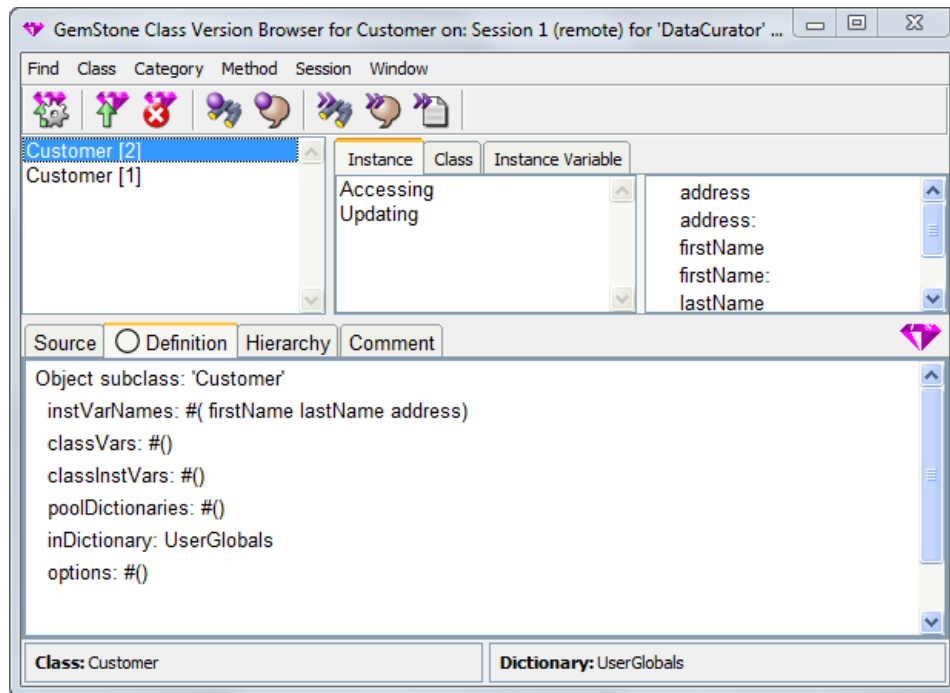 GemStone Class Version Browser for Customer on: Session 1 (remote) for 'DataCurator' ...
Find Class Category Method Session Window
Customer [2]
Customer [1]
Instance Class Instance Variable
Accessing
Updating
address
address:
firstName
firstName:
lastName
Source Definition Hierarchy Comment
Object subclass: 'Customer'
instVarNames: #( firstName lastName address)
classVars: #()
classInstVars: #()
poolDictionaries: #()
inDictionary: UserGlobals
options: #()
Class: Customer
Dictionary: UserGlobals